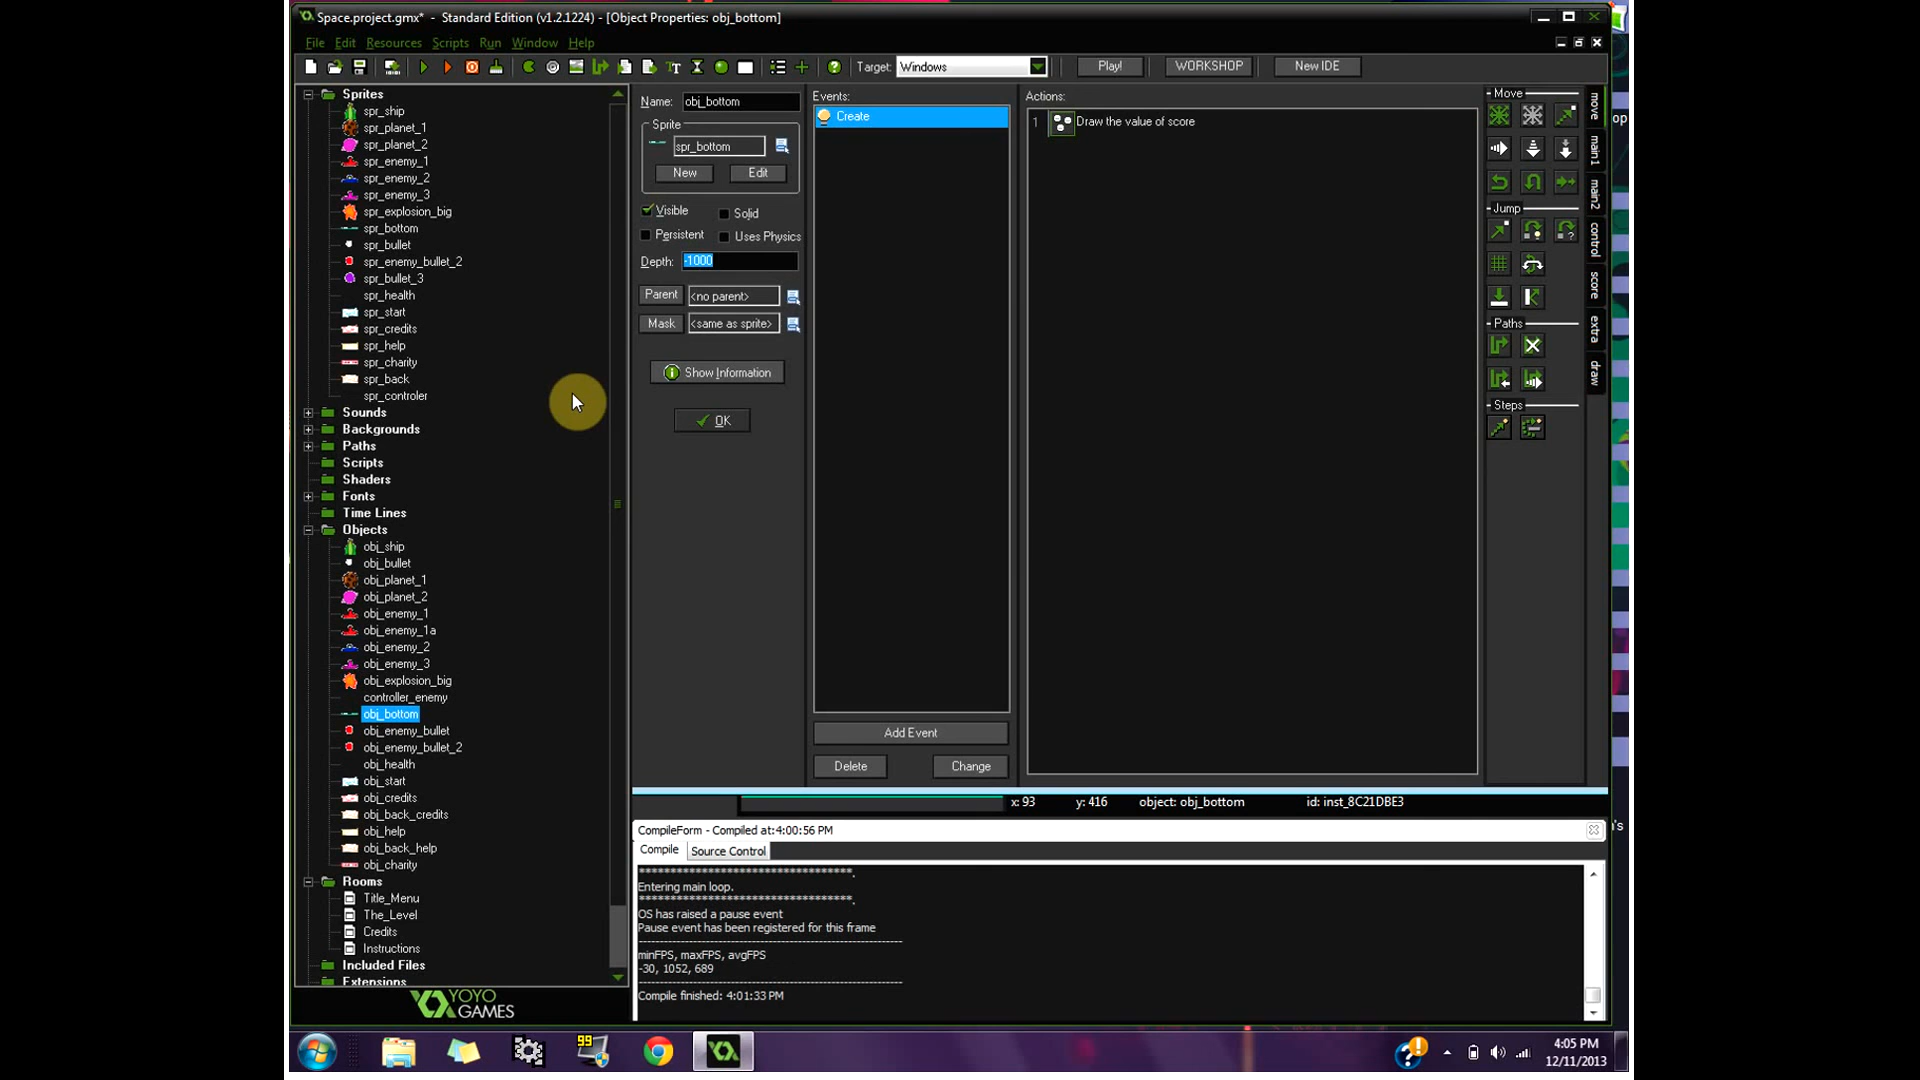 Space.project.gmx* - Standard Edition (v1.2.1224) - [Object Properties: obj_bottom]
File Edit Resources Scripts Run Window Help
Target: Windows Play! WORKSHOP New IDE
Sprites
spr_ship
spr_planet_1
spr_planet_2
spr_enemy_1
spr_enemy_2
spr_enemy_3
spr_explosion_big
spr_bottom
spr_bullet
spr_enemy_bullet_2
spr_bullet_3
spr_health
spr_start
spr_credits
spr_help
spr_charity
spr_back
spr_controler
Sounds
Backgrounds
Paths
Scripts
Shaders
Fonts
Time Lines
Objects
obj_ship
obj_bullet
obj_planet_1
obj_planet_2
obj_enemy_1
obj_enemy_1a
obj_enemy_2
obj_enemy_3
obj_explosion_big
controller_enemy
obj_bottom
obj_enemy_bullet
obj_enemy_bullet_2
obj_health
obj_start
obj_credits
obj_back_credits
obj_help
obj_back_help
obj_charity
Rooms
Title_Menu
The_Level
Credits
Instructions
Included Files
Extensions
YOYO
GAMES
Name: obj_bottom
Sprite
spr_bottom
New Edit
Visible Solid
Persistent Uses Physics
Depth: -1000
Parent <no parent>
Mask <same as sprite>
Show Information
OK
Events:
Create
Add Event
Delete Change
Actions:
1 Draw the value of score
Move
Jump
Paths
Steps
move
main1
main2
control
score
extra
draw
x: 93 y: 416 object: obj_bottom id: inst_8C21DBE3
CompileForm - Compiled at:4:00:56 PM
Compile Source Control
***************************************.
Entering main loop.
***************************************.
OS has raised a pause event
Pause event has been registered for this frame
minFPS, maxFPS, avgFPS
-30, 1052, 689
Compile finished: 4:01:33 PM
op
's
99
4:05 PM
12/11/2013